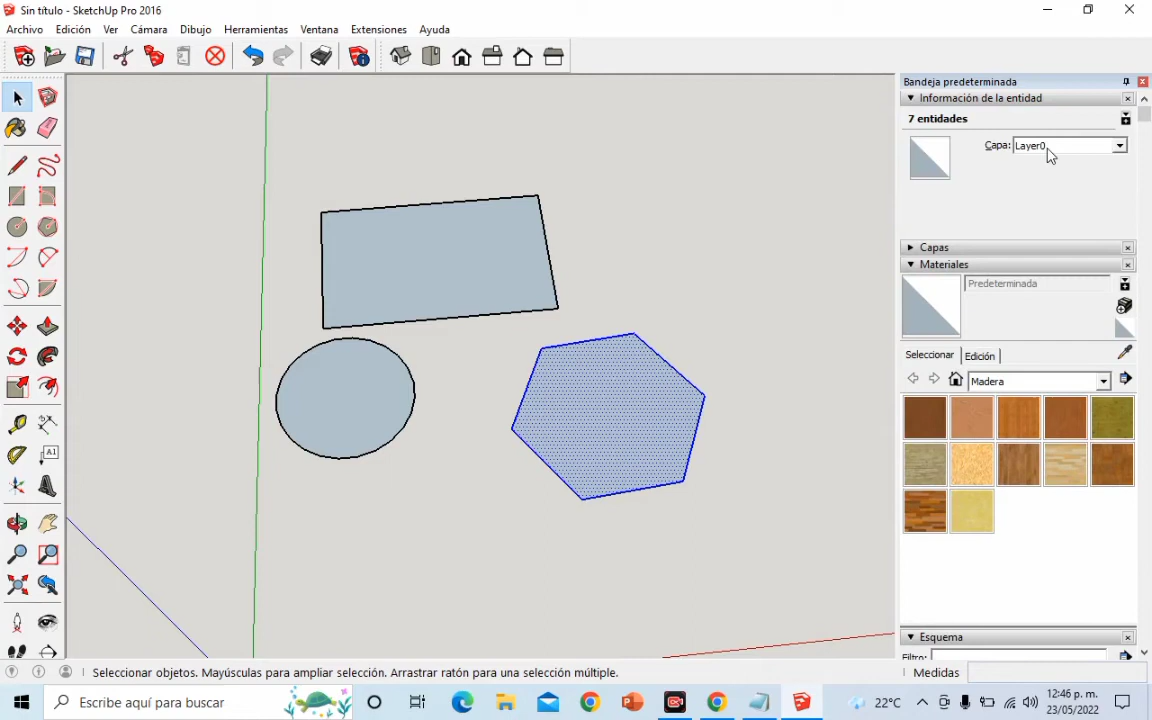 Sin título - SketchUp Pro 2016
Archivo Edición Ver Cámara Dibujo Herramientas Ventana Extensiones Ayuda
Bandeja predeterminada
Información de la entidad
7 entidades
Capa: Layer0
Capas
Materiales
Predeterminada
Seleccionar Edición
Madera
A1
Esquema
Filtro:
Seleccionar objetos. Mayúsculas para ampliar selección. Arrastrar ratón para una selección múltiple.
Medidas
Escribe aquí para buscar
22°C
12:46 p. m.
23/05/2022